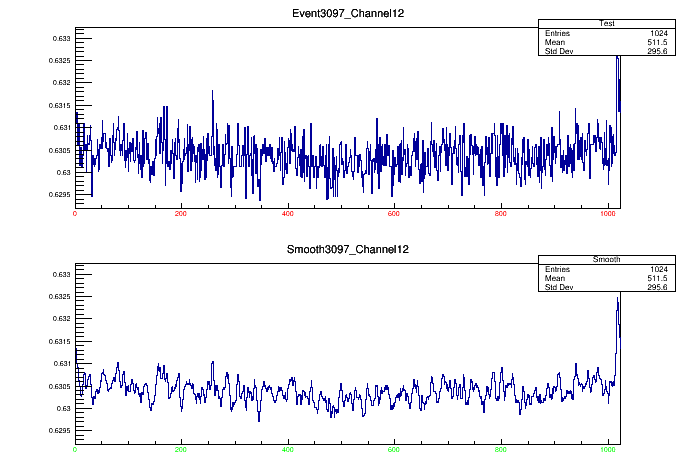 Event3097_Channel12
Test
Entries 1024
Mean 511.5
Std Dev 295.6
0.633
0.6325
0.632
0.6315
0.631
0.6305
0.63
0.6295
0 200 400 600 800 1000
Smooth3097_Channel12
Smooth
Entries 1024
Mean 511.5
Std Dev 295.6
0.633
0.6325
0.632
0.6315
0.631
0.6305
0.63
0.6295
0 200 400 600 800 1000